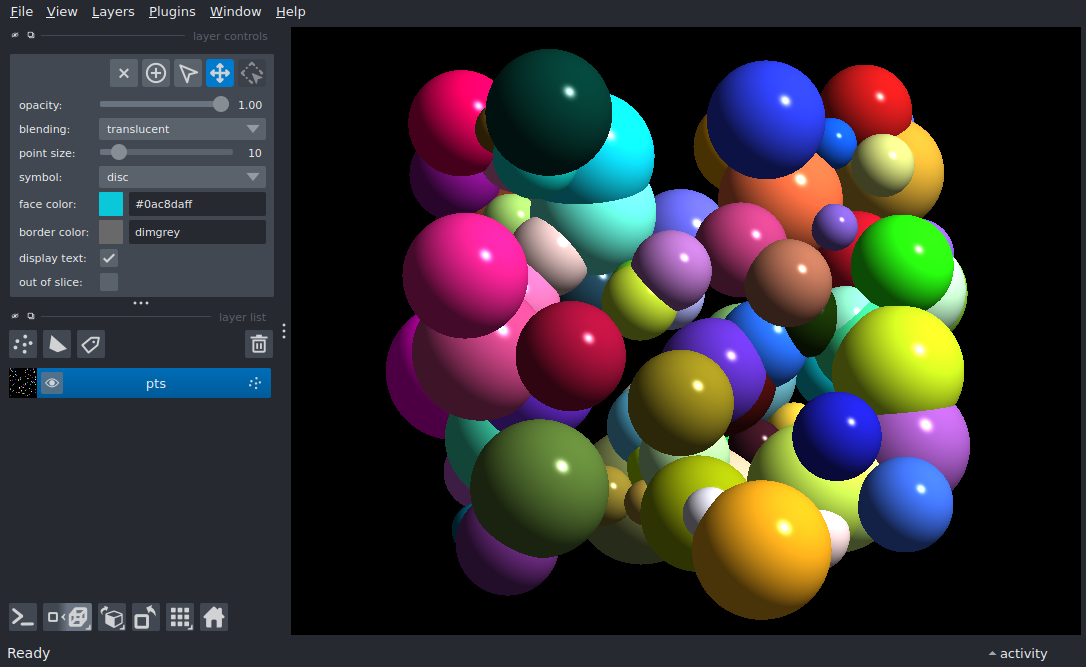 File View Layers Plugins Window Help
layer controls
opacity: 1.00
blending: translucent
point size: 10
symbol: disc
face color: #0ac8daff
border color: dimgrey
display text:
out of slice:
layer list
pts
Ready activity